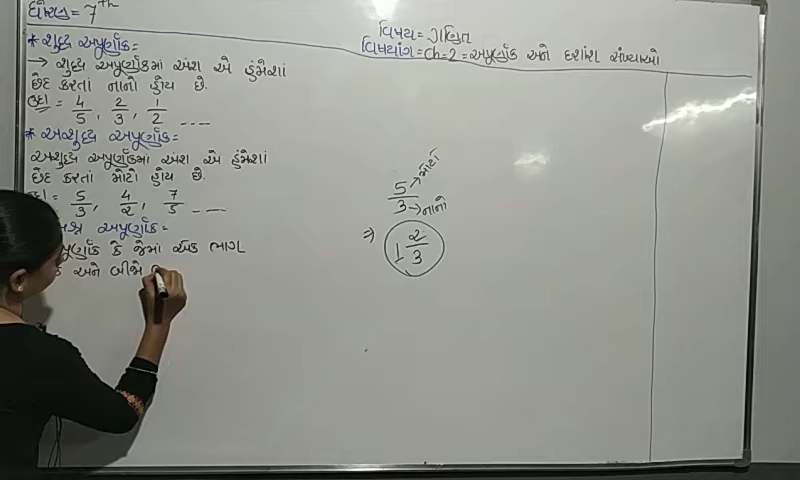 ધોરણ = 7th
વિષય = ગણિત
વિષયાંગ = Ch=2 = અપૂર્ણાંક અને દશાંશ સંખ્યાઓ
* શુદ્ધ અપૂર્ણાંક =
→ શુદ્ધ અપૂર્ણાંકમાં અંશ એ હંમેશાં
છેદ કરતાં નાનો હોય છે.
ઉદા = 4/5, 2/3, 1/2 ---
* અશુદ્ધ અપૂર્ણાંક =
અશુદ્ધ અપૂર્ણાંકમાં અંશ એ હંમેશાં
છેદ કરતાં મોટો હોય છે.
= 5/3, 4/2, 7/5 ---
અપૂર્ણાંક =
કે જેમાં એક ભાગ
અને બીજો
5/3 → મોટો
→ નાનો
⇒ 1 2/3